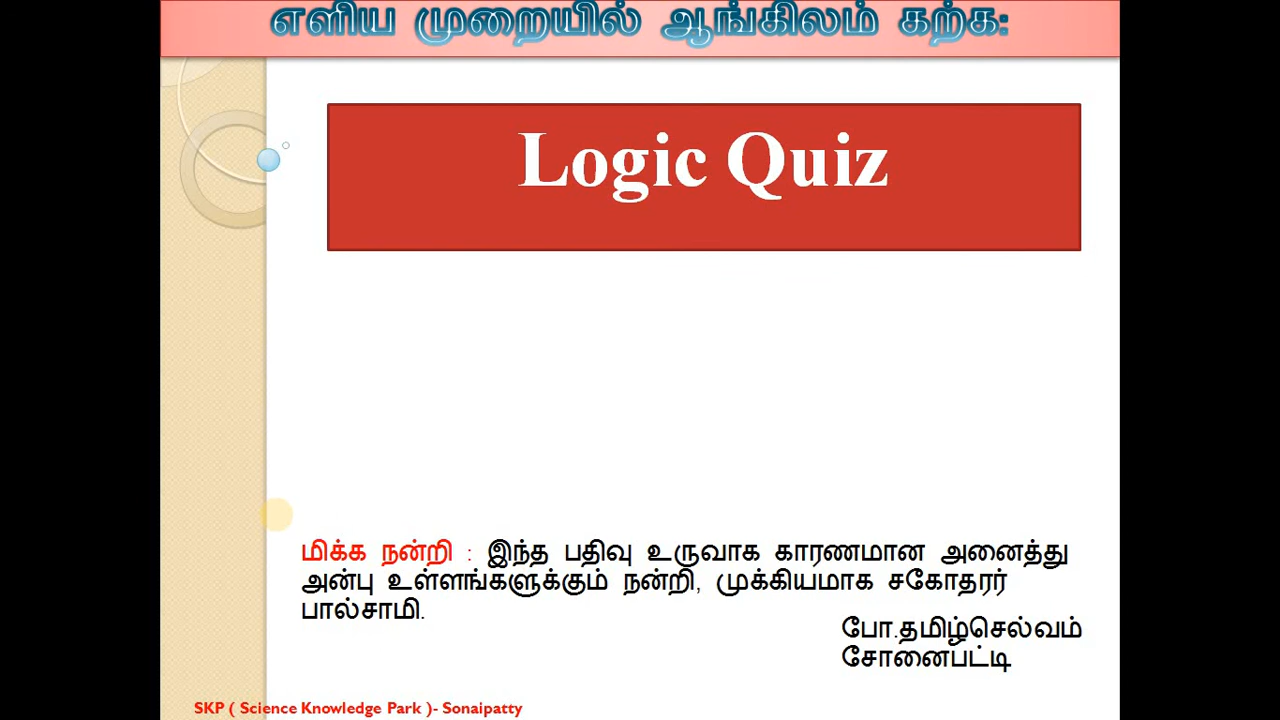 எளிய முறையில் ஆங்கிலம் கற்க:
Logic Quiz
மிக்க நன்றி : இந்த பதிவு உருவாக காரணமான அனைத்து
அன்பு உள்ளங்களுக்கும் நன்றி, முக்கியமாக சகோதரர்
பால்சாமி.
போ.தமிழ்செல்வம்
சோனைபட்டி
SKP ( Science Knowledge Park )- Sonaipatty